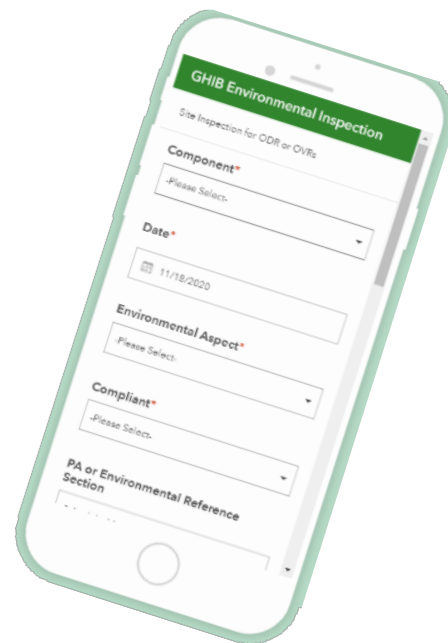 GHIB Environmental Inspection
Site Inspection for ODR or OVRs
Component*
-Please Select-
Date*
11/18/2020
Environmental Aspect*
-Please Select-
Compliant*
-Please Select-
PA or Environmental Reference
Section